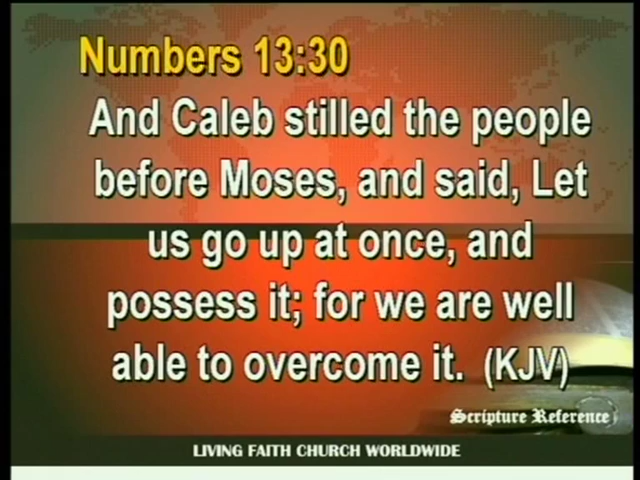 Numbers 13:30
And Caleb stilled the people
before Moses, and said, Let
us go up at once, and
possess it; for we are well
able to overcome it. (KJV)
Scripture Reference
LIVING FAITH CHURCH WORLDWIDE